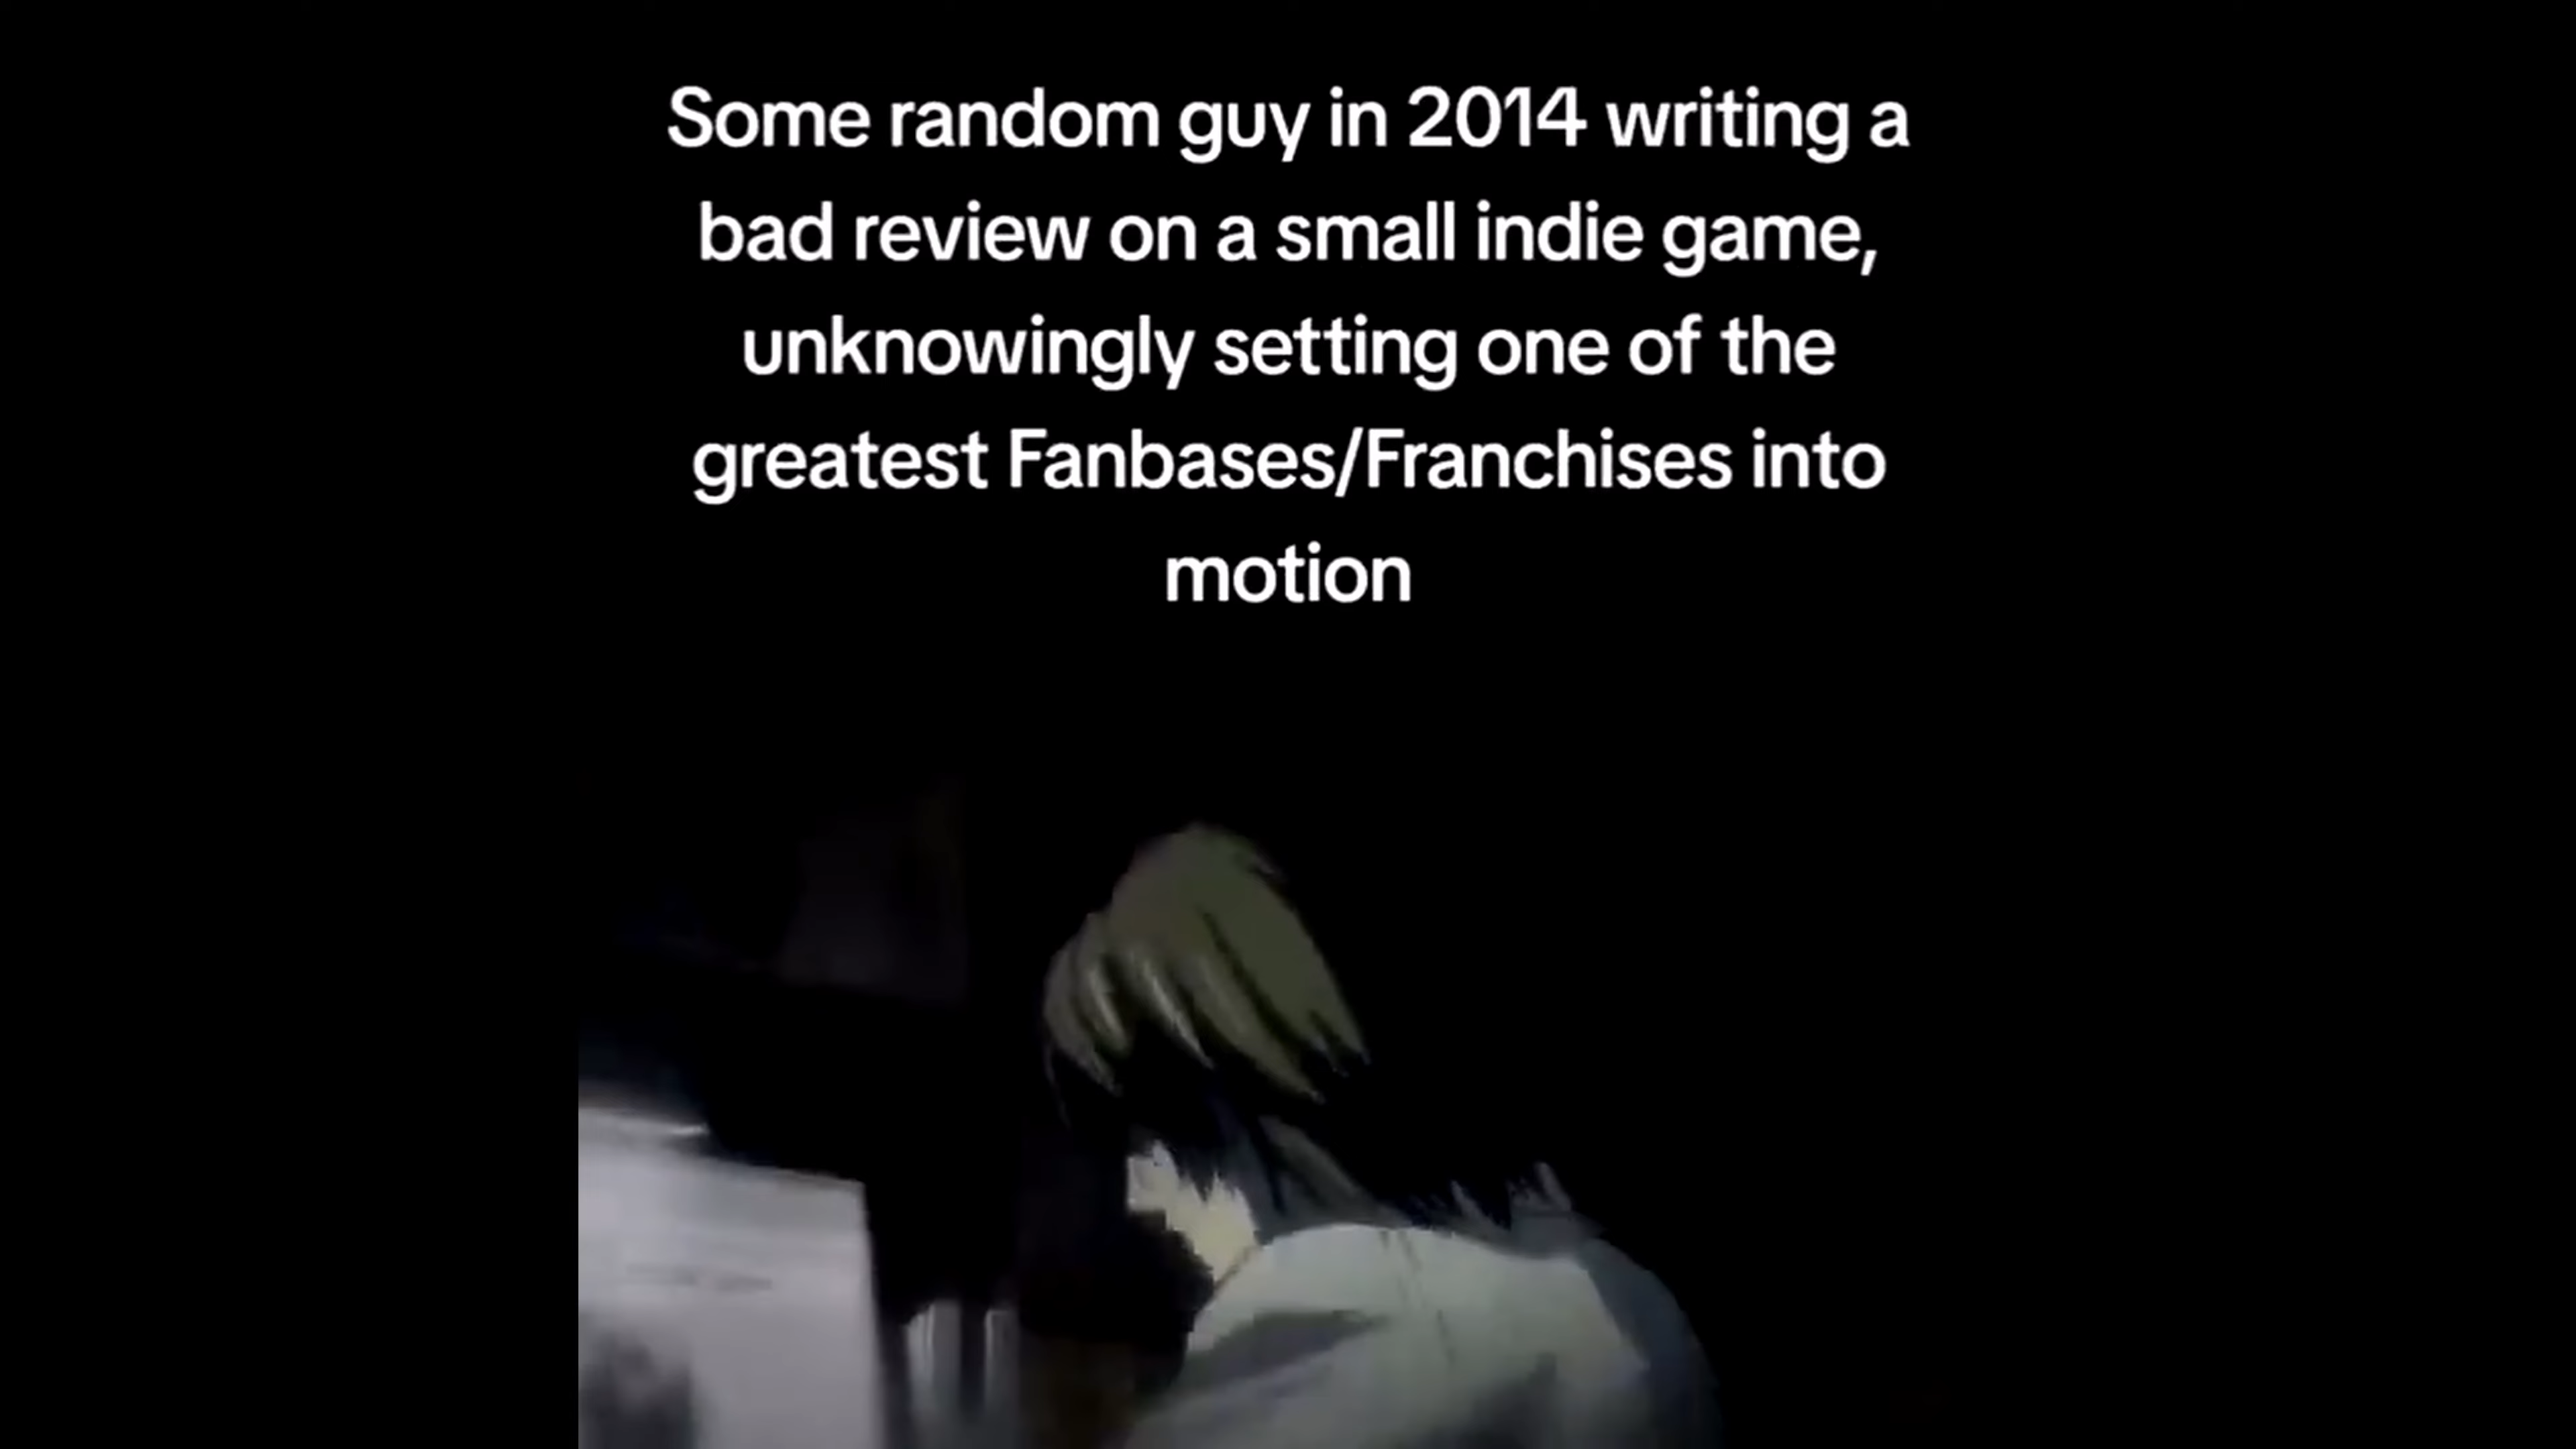 Some random guy in 2014 writing a
bad review on a small indie game,
unknowingly setting one of the
greatest Fanbases/Franchises into
motion